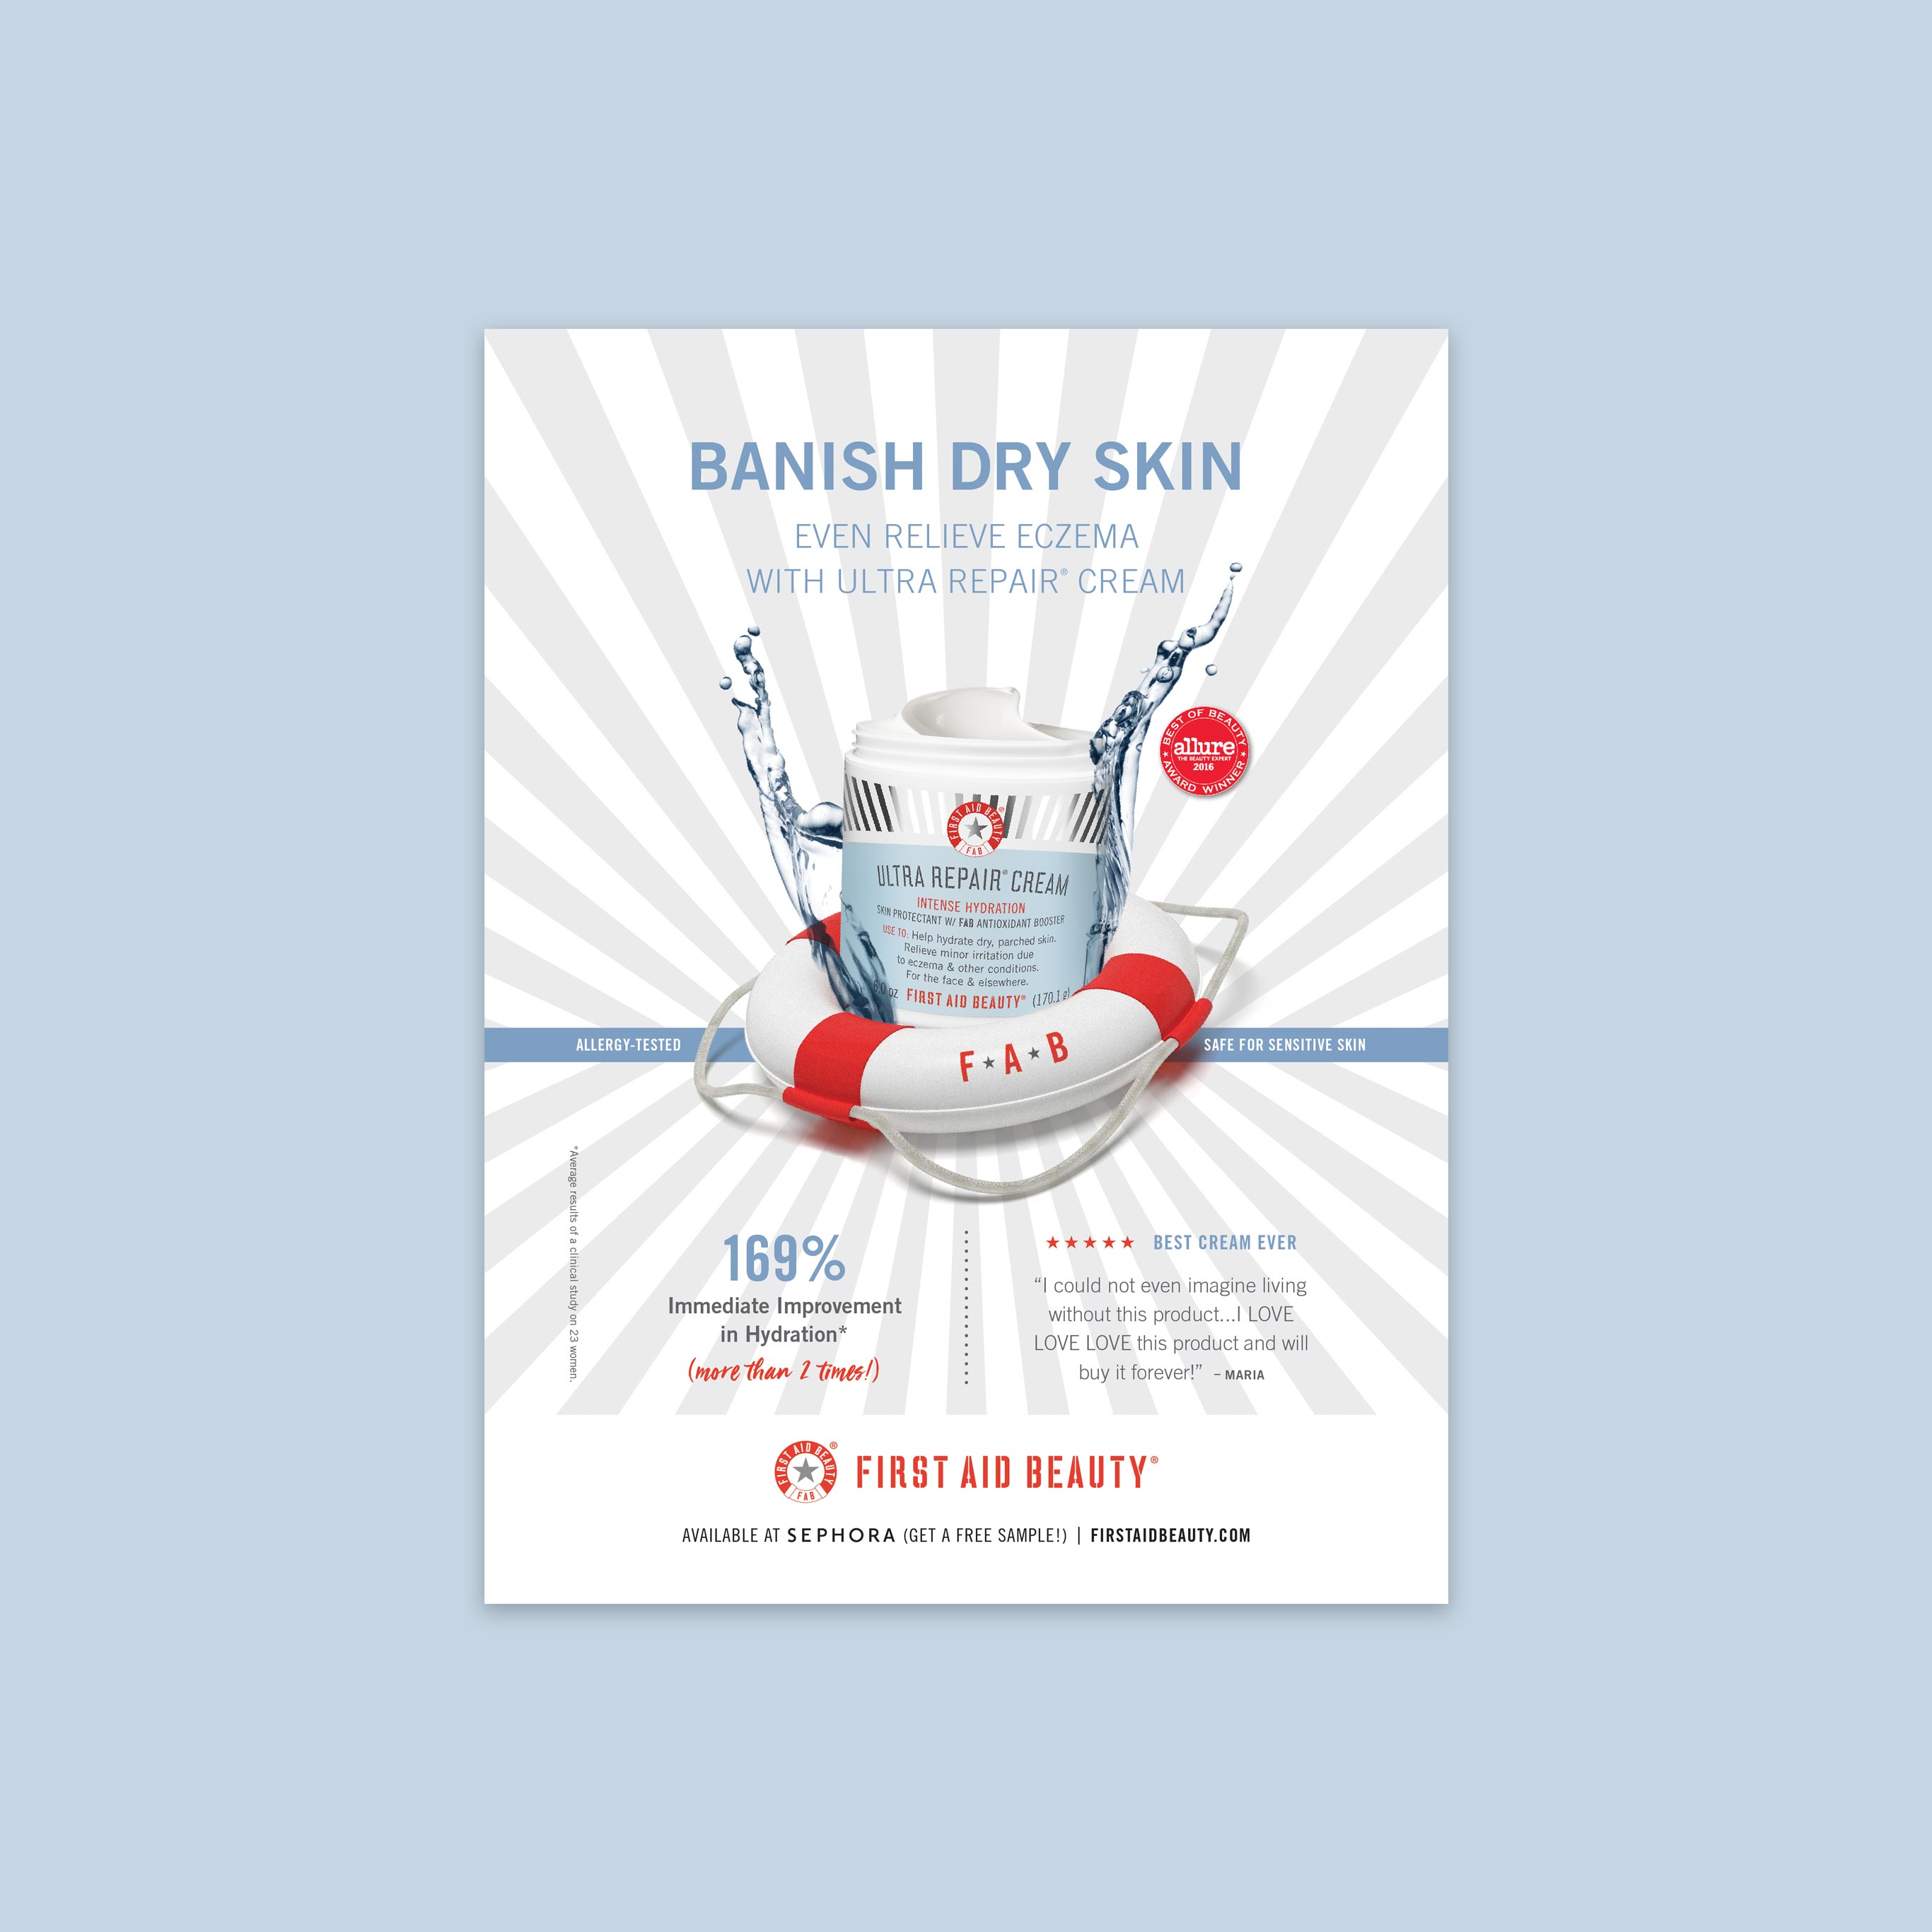 BANISH DRY SKIN
EVEN RELIEVE ECZEMA
WITH ULTRA REPAIR® CREAM
BEST OF BEAUTY
allure
THE BEAUTY EXPERT
2016
AWARD WINNER
FIRST AID BEAUTY®
FAB
ULTRA REPAIR® CREAM
INTENSE HYDRATION
SKIN PROTECTANT W/ FAB ANTIOXIDANT BOOSTER
USE TO: Help hydrate dry, parched skin.
Relieve minor irritation due
to eczema & other conditions.
For the face & elsewhere.
6.0 oz FIRST AID BEAUTY® (170.1 g)
F★A★B
ALLERGY-TESTED
SAFE FOR SENSITIVE SKIN
*Average results of a clinical study on 23 women.
169%
Immediate Improvement
in Hydration*
(more than 2 times!)
★★★★★ BEST CREAM EVER
“I could not even imagine living
without this product...I LOVE
LOVE LOVE this product and will
buy it forever!” – MARIA
FIRST AID BEAUTY®
FAB
FIRST AID BEAUTY®
AVAILABLE AT SEPHORA (GET A FREE SAMPLE!) | FIRSTAIDBEAUTY.COM